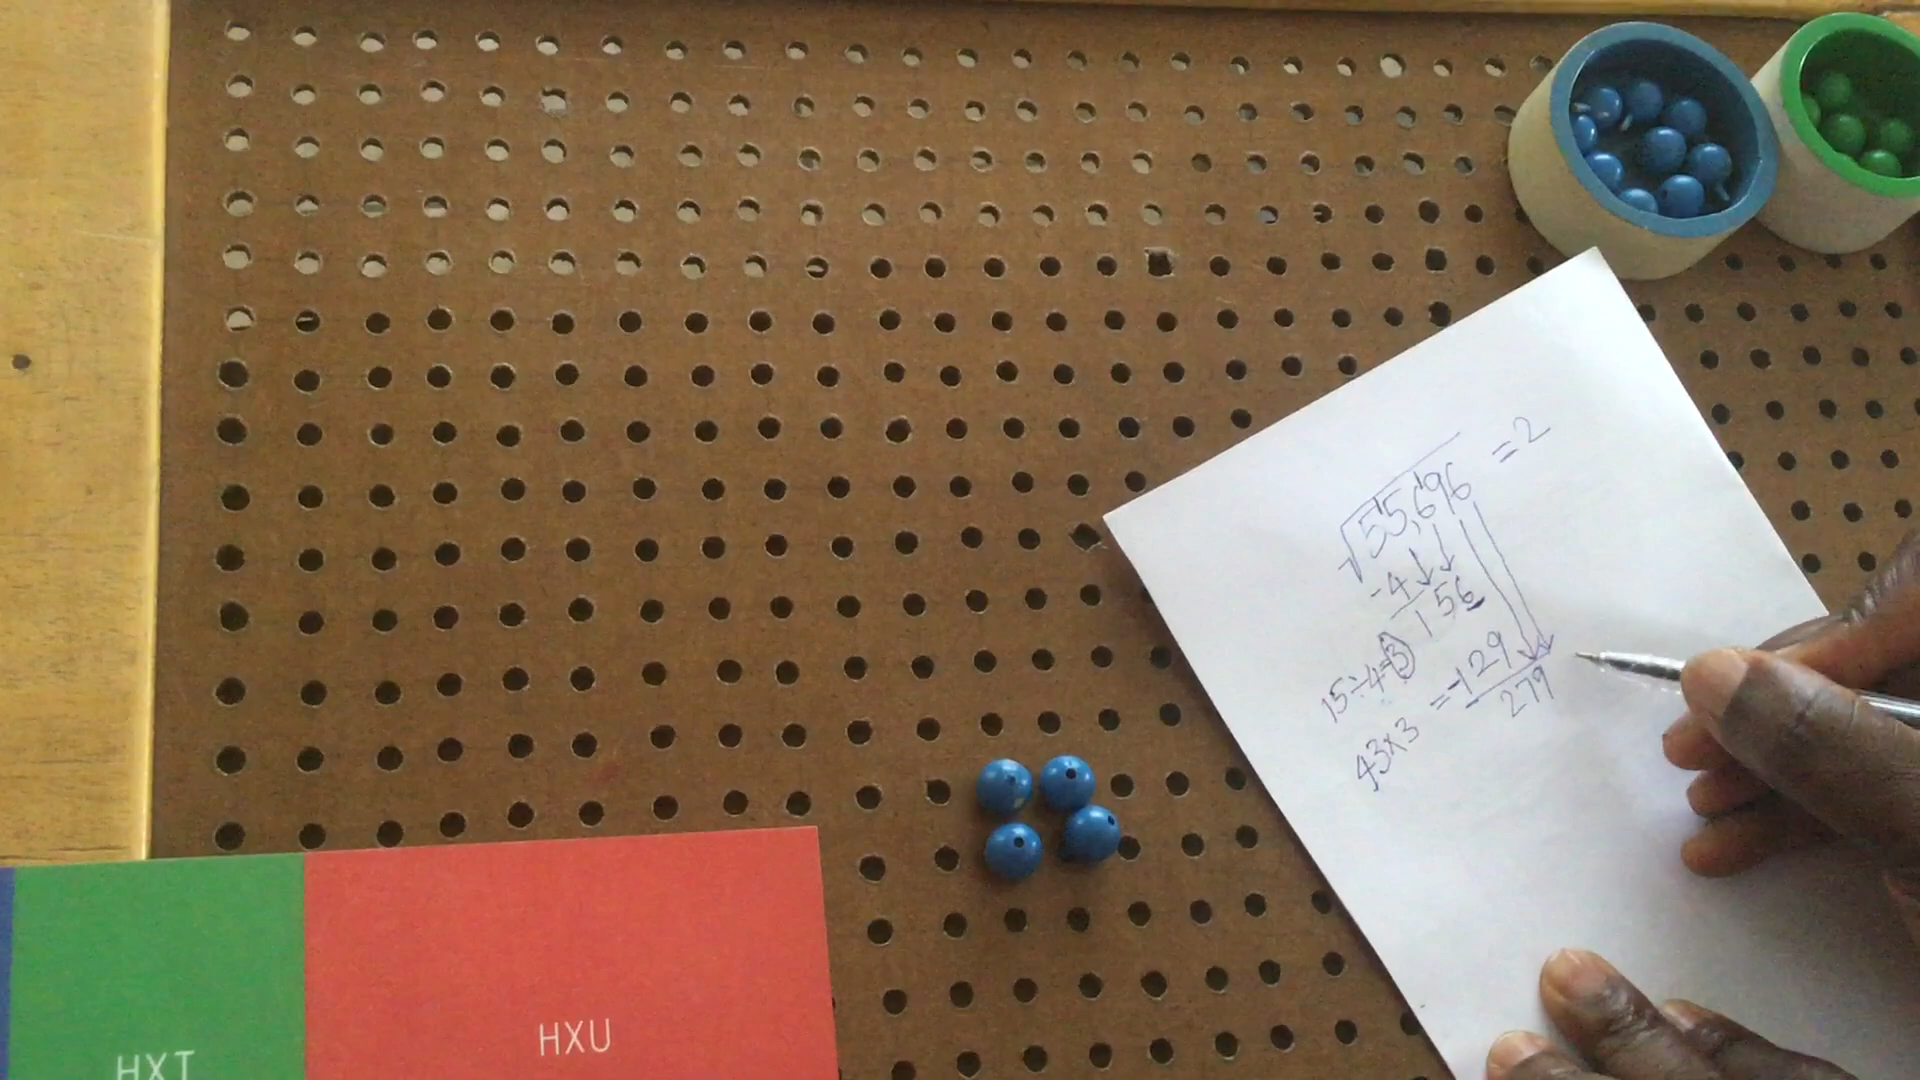 √55,696 = 2
- 4
156
15÷4=3
43x3 = -129
279
HXT
HXU